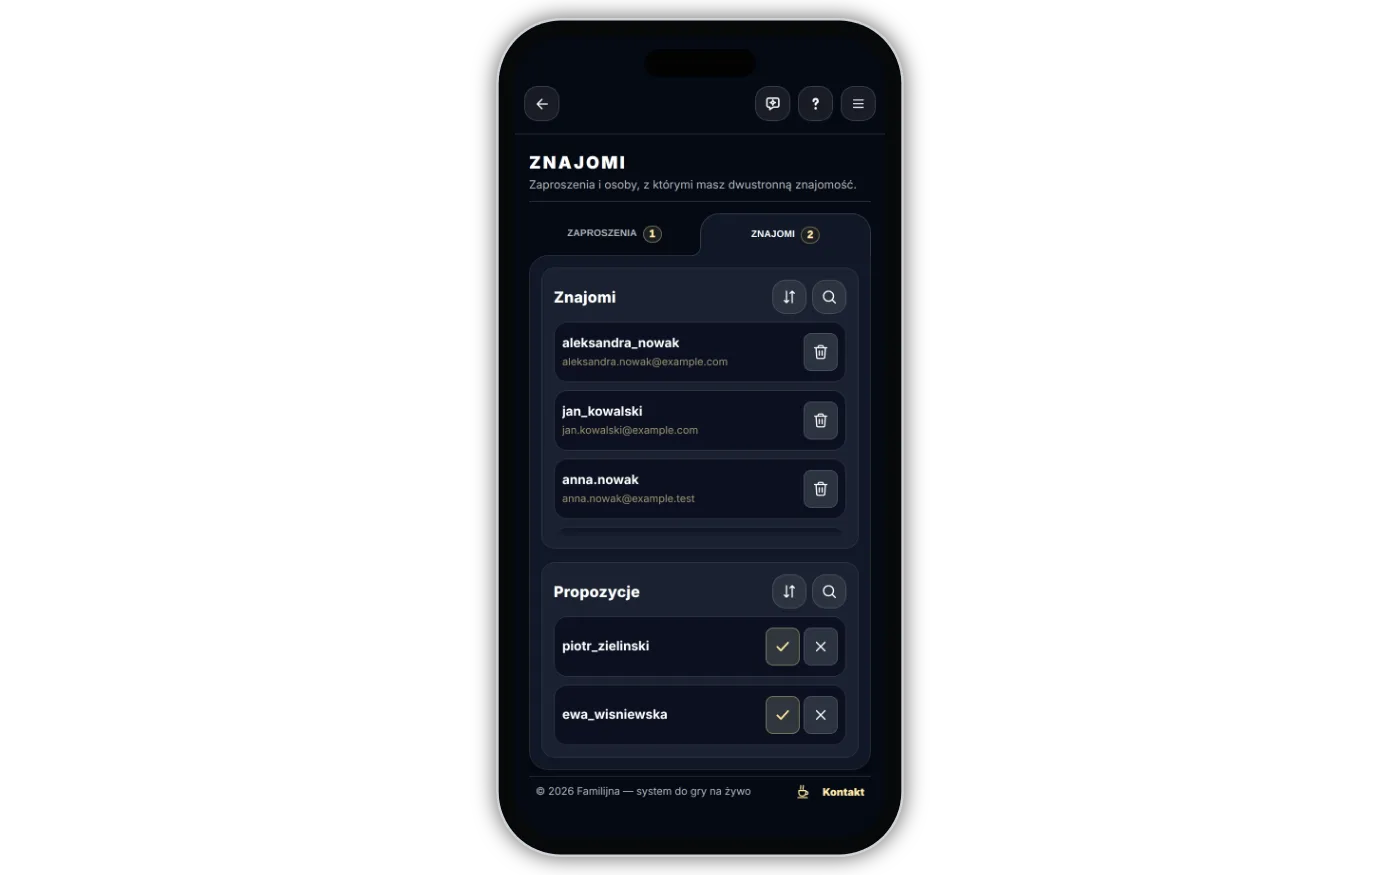 ?
ZNAJOMI
Zaproszenia i osoby, z którymi masz dwustronną znajomość.
ZAPROSZENIA 1
ZNAJOMI 2
Znajomi
aleksandra_nowak
aleksandra.nowak@example.com
jan_kowalski
jan.kowalski@example.com
anna.nowak
anna.nowak@example.test
Propozycje
piotr_zielinski
ewa_wisniewska
© 2026 Familijna — system do gry na żywo
Kontakt